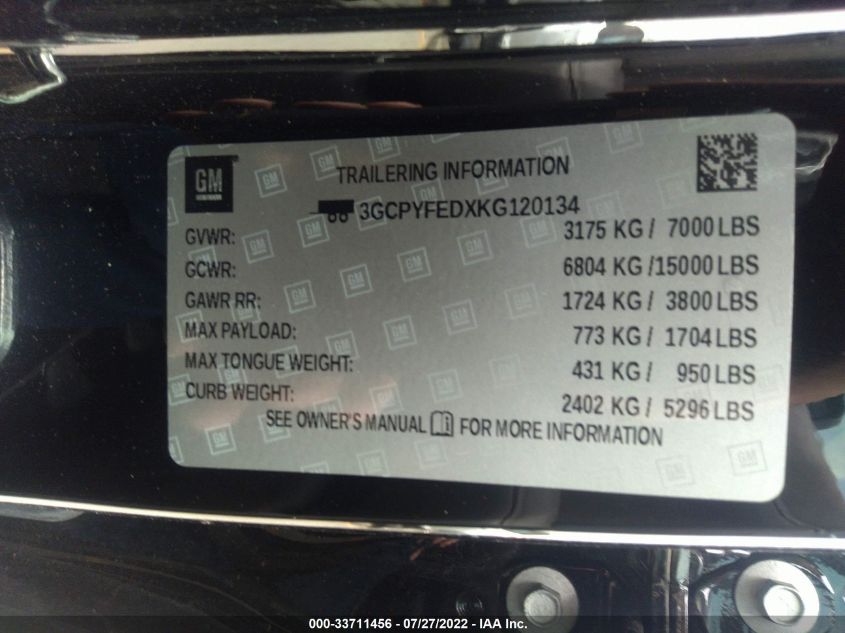 GM
TRAILERING INFORMATION
3GCPYFEDXKG120134
GVWR: 3175 KG / 7000 LBS
GCWR: 6804 KG /15000 LBS
GAWR RR: 1724 KG / 3800 LBS
MAX PAYLOAD: 773 KG / 1704 LBS
MAX TONGUE WEIGHT: 431 KG / 950 LBS
CURB WEIGHT: 2402 KG / 5296 LBS
SEE OWNER'S MANUAL FOR MORE INFORMATION
000-33711456 / 07/27/2022 - IAA Inc.